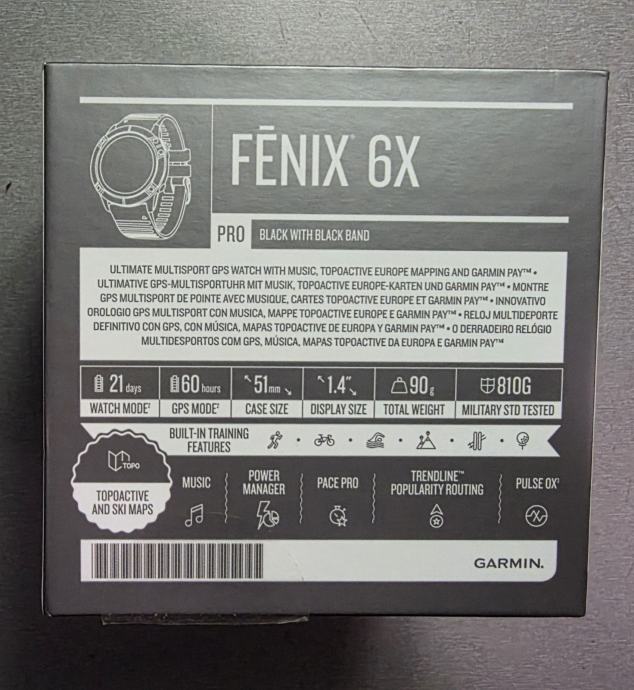 FĒNIX® 6X
PRO BLACK WITH BLACK BAND
ULTIMATE MULTISPORT GPS WATCH WITH MUSIC, TOPOACTIVE EUROPE MAPPING AND GARMIN PAY™ •
ULTIMATIVE GPS-MULTISPORTUHR MIT MUSIK, TOPOACTIVE EUROPE-KARTEN UND GARMIN PAY™ • MONTRE
GPS MULTISPORT DE POINTE AVEC MUSIQUE, CARTES TOPOACTIVE EUROPE ET GARMIN PAY™ • INNOVATIVO
OROLOGIO GPS MULTISPORT CON MUSICA, MAPPE TOPOACTIVE EUROPE E GARMIN PAY™ • RELOJ MULTIDEPORTE
DEFINITIVO CON GPS, CON MÚSICA, MAPAS TOPOACTIVE DE EUROPA Y GARMIN PAY™ • O DERRADEIRO RELÓGIO
MULTIDESPORTOS COM GPS, MÚSICA, MAPAS TOPOACTIVE DA EUROPA E GARMIN PAY™
21 days 60 hours 51mm 1.4″ 90g 810G
WATCH MODE† GPS MODE† CASE SIZE DISPLAY SIZE TOTAL WEIGHT MILITARY STD TESTED
BUILT-IN TRAINING
FEATURES
TOPO
TOPOACTIVE
AND SKI MAPS
MUSIC
POWER
MANAGER
PACE PRO
TRENDLINE™
POPULARITY ROUTING
PULSE OX‡
GARMIN.